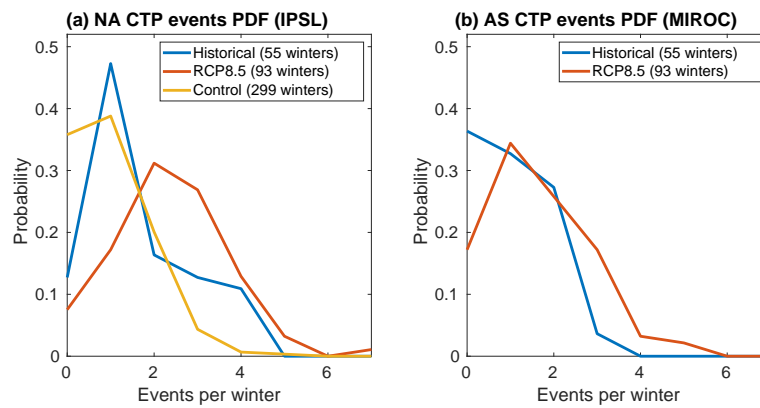 (a) NA CTP events PDF (IPSL)
0.5
0.4
0.3
0.2
0.1
0
Probability
Historical (55 winters)
RCP8.5 (93 winters)
Control (299 winters)
0 2 4 6
Events per winter
(b) AS CTP events PDF (MIROC)
0.5
0.4
0.3
0.2
0.1
0
Probability
Historical (55 winters)
RCP8.5 (93 winters)
0 2 4 6
Events per winter